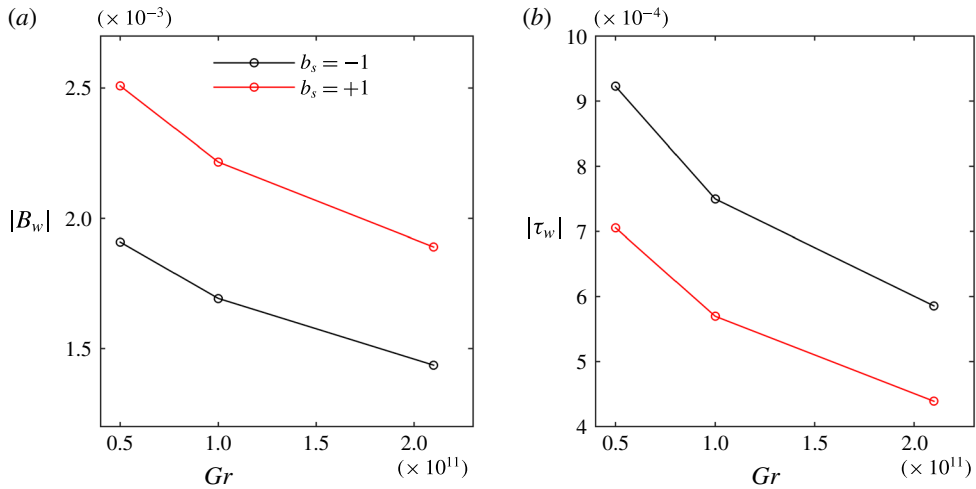 (a) (× 10⁻³)
b_s = −1
b_s = +1
2.5
2.0
1.5
|B_w|
0.5 1.0 1.5 2.0
(× 10¹¹)
Gr
(b) (× 10⁻⁴)
10
9
8
7
6
5
4
|τ_w|
0.5 1.0 1.5 2.0
(× 10¹¹)
Gr